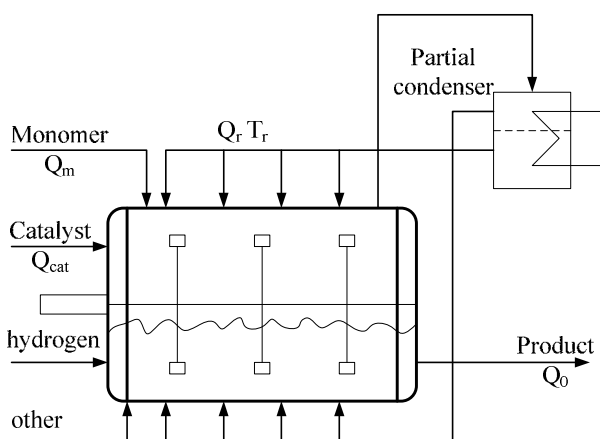 Partial
condenser
Monomer
Qm
Qr Tr
Catalyst
Qcat
hydrogen
Product
Q0
other